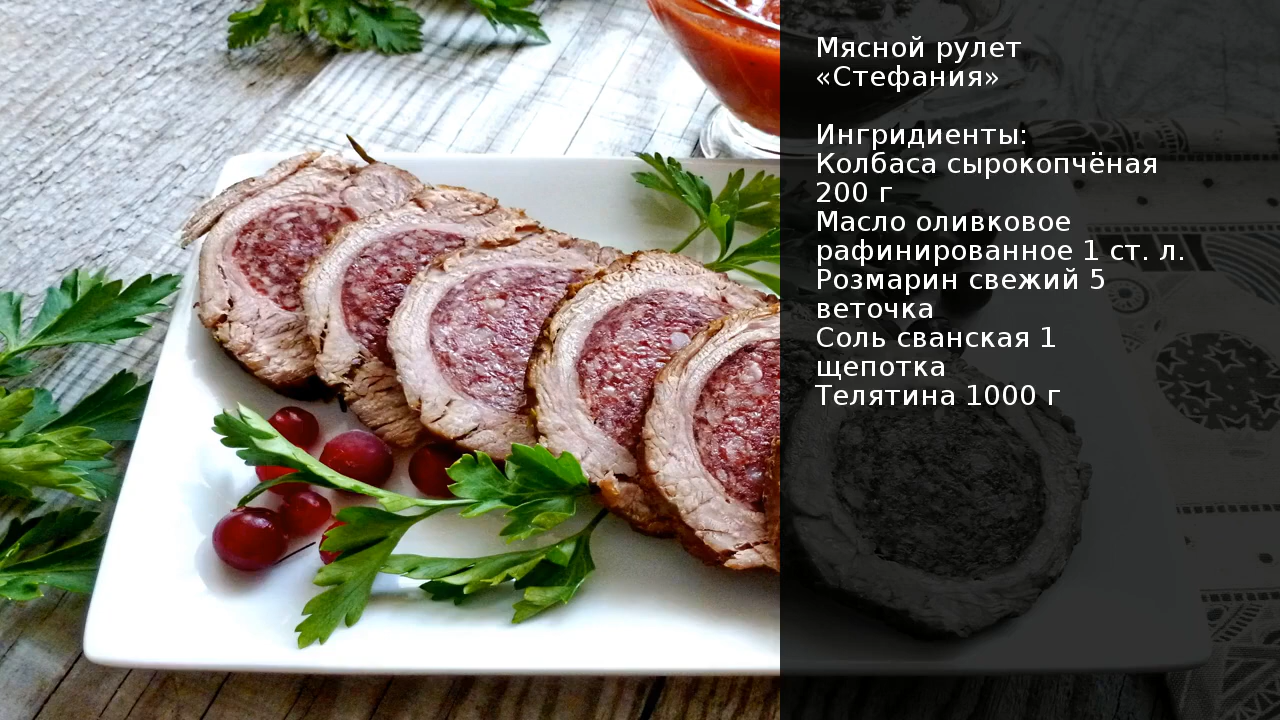 Мясной рулет
«Стефания»
Ингридиенты:
Колбаса сырокопчёная
200 г
Масло оливковое
рафинированное 1 ст. л.
Розмарин свежий 5
веточка
Соль сванская 1
щепотка
Телятина 1000 г